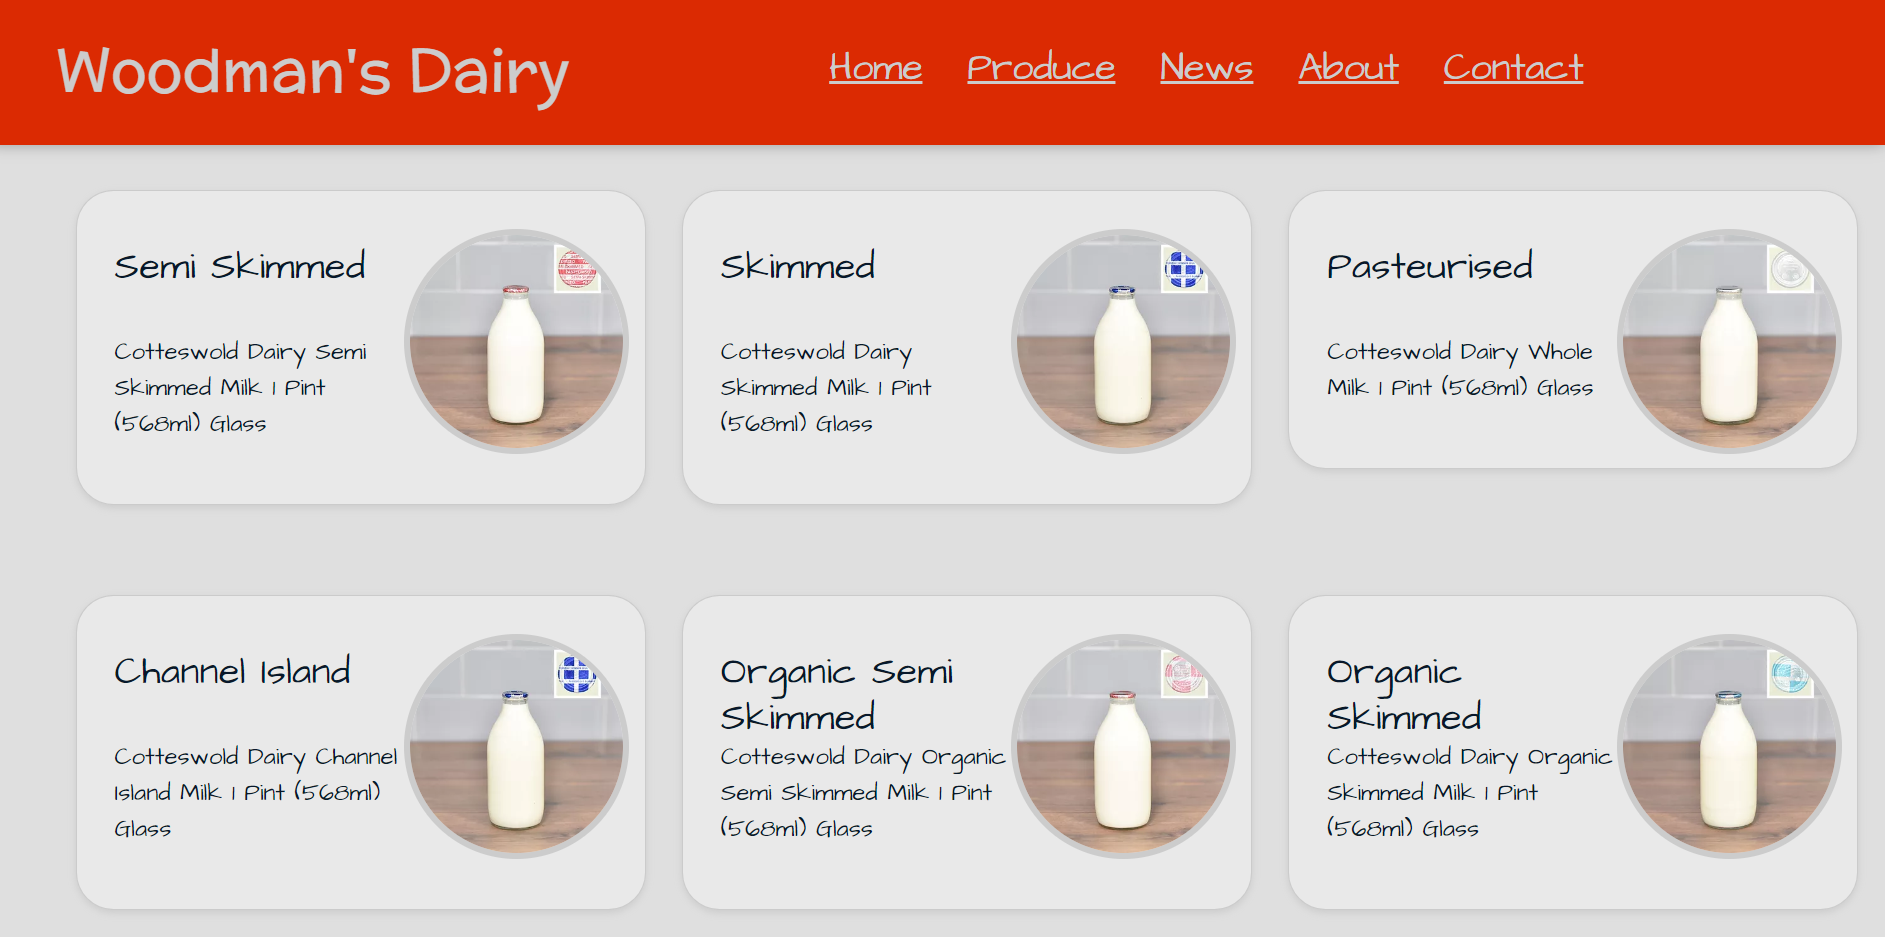 Woodman's Dairy
Home Produce News About Contact
Semi Skimmed
Cotteswold Dairy Semi
Skimmed Milk 1 Pint
(568ml) Glass
Skimmed
Cotteswold Dairy
Skimmed Milk 1 Pint
(568ml) Glass
Pasteurised
Cotteswold Dairy Whole
Milk 1 Pint (568ml) Glass
Channel Island
Cotteswold Dairy Channel
Island Milk 1 Pint (568ml)
Glass
Organic Semi
Skimmed
Cotteswold Dairy Organic
Semi Skimmed Milk 1 Pint
(568ml) Glass
Organic
Skimmed
Cotteswold Dairy Organic
Skimmed Milk 1 Pint
(568ml) Glass